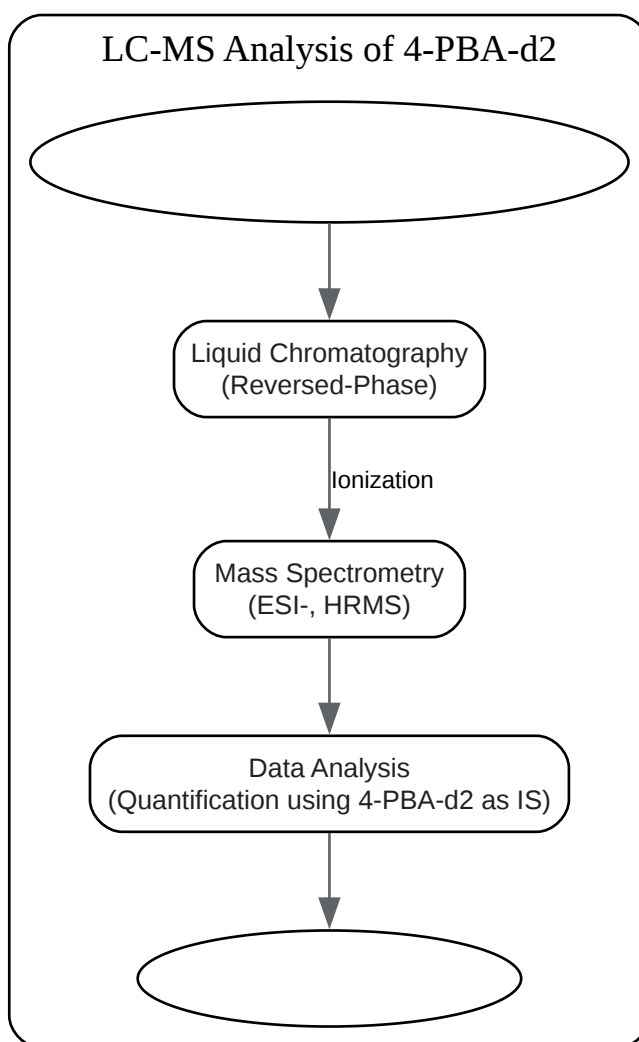 LC-MS Analysis of 4-PBA-d2
Liquid Chromatography
(Reversed-Phase)
Ionization
Mass Spectrometry
(ESI-, HRMS)
Data Analysis
(Quantification using 4-PBA-d2 as IS)